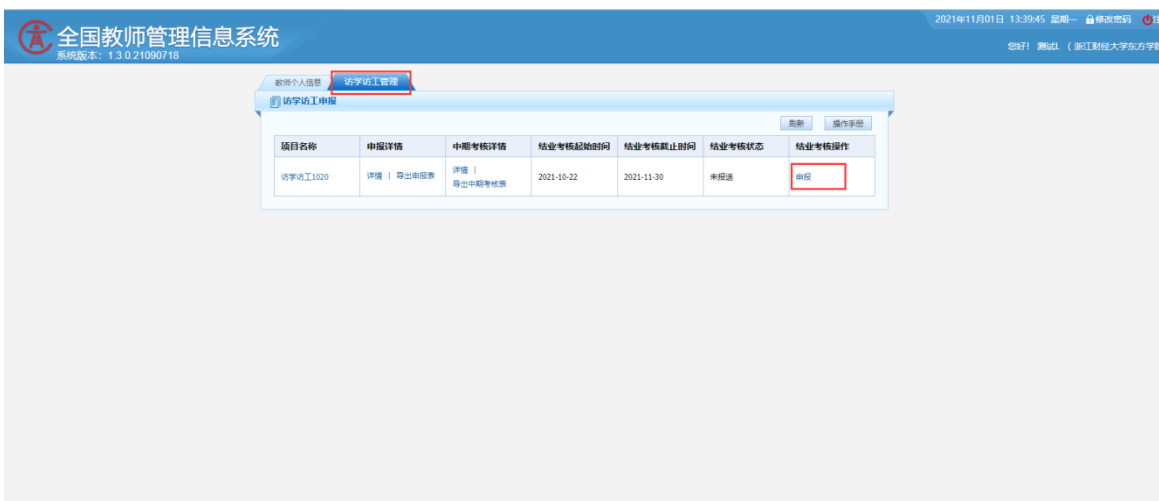 2021年11月01日 13:39:45 星期一 修改密码
全国教师管理信息系统
系统版本：1.3.0.21090718
您好! 测试L （浙江财经大学东方学
教师个人信息 访学访工管理
访学访工申报
刷新 操作手册
项目名称 申报详情 中期考核详情 结业考核起始时间 结业考核截止时间 结业考核状态 结业考核操作
访学访工1020 详情 | 导出申报表 详情 | 2021-10-22 2021-11-30 未报送 申报
导出中期考核表